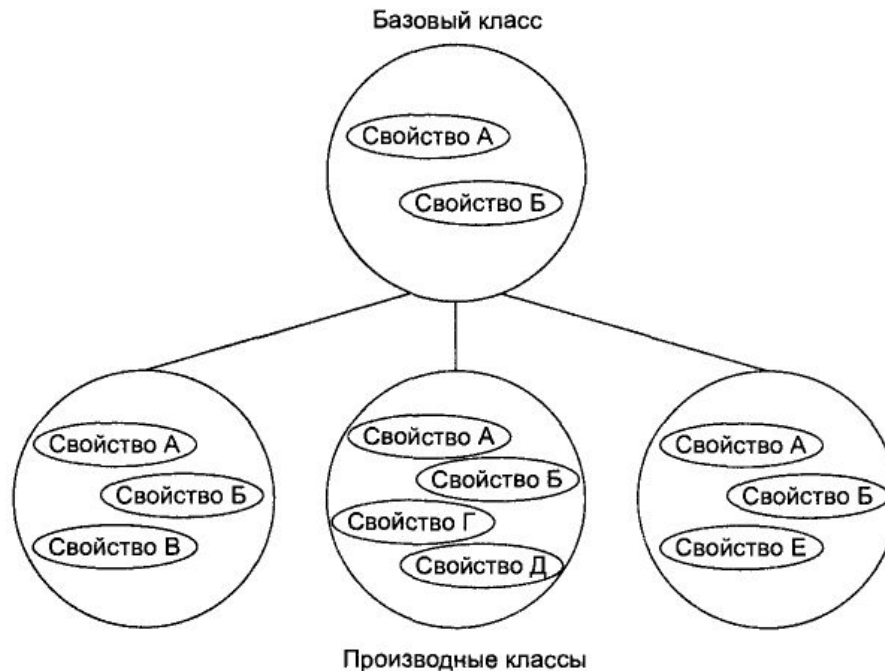 Базовый класс
Свойство А
Свойство Б
Свойство А
Свойство Б
Свойство В
Свойство А
Свойство Б
Свойство Г
Свойство Д
Свойство А
Свойство Б
Свойство Е
Производные классы